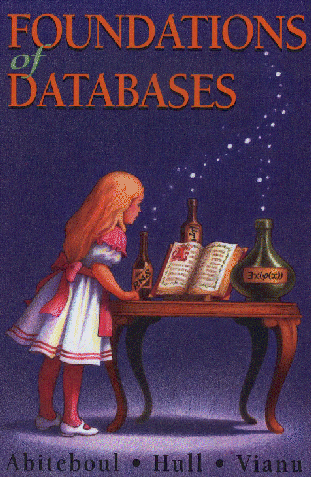 FOUNDATIONS
of
DATABASES
Abiteboul • Hull • Vianu